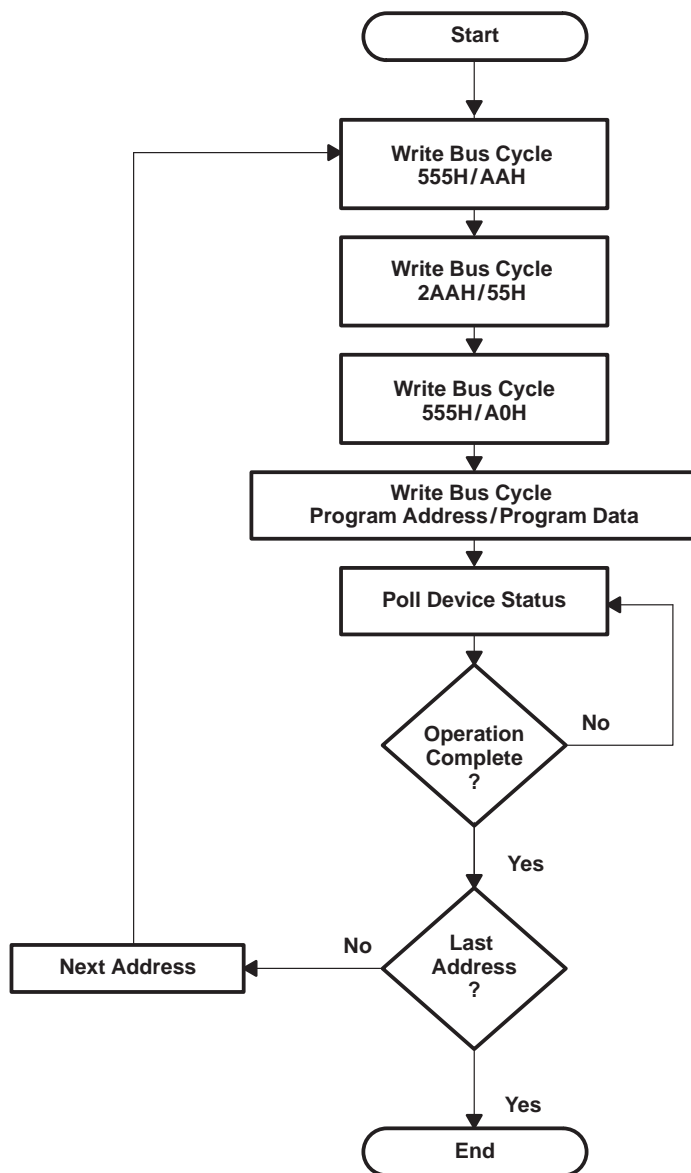 Start
Write Bus Cycle
555H/AAH
Write Bus Cycle
2AAH/55H
Write Bus Cycle
555H/A0H
Write Bus Cycle
Program Address/Program Data
Poll Device Status
Operation
Complete
?
No
Yes
Last
Address
?
No
Next Address
Yes
End